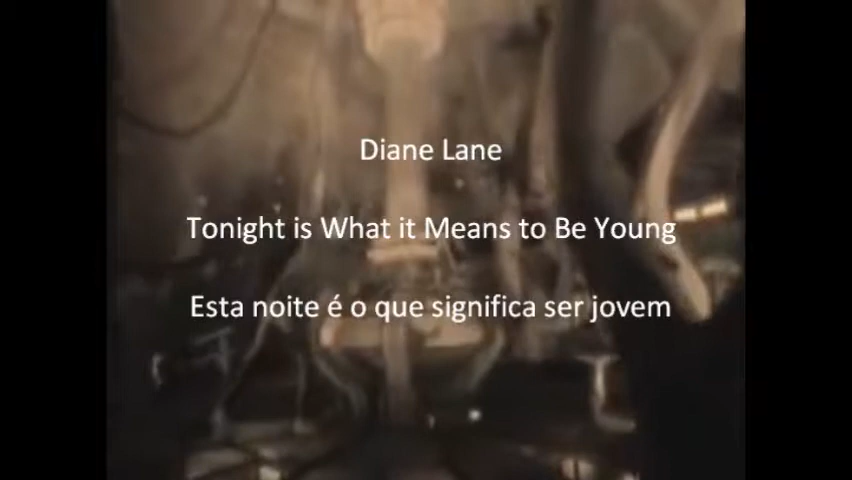 Diane Lane
Tonight is What it Means to Be Young
Esta noite é o que significa ser jovem